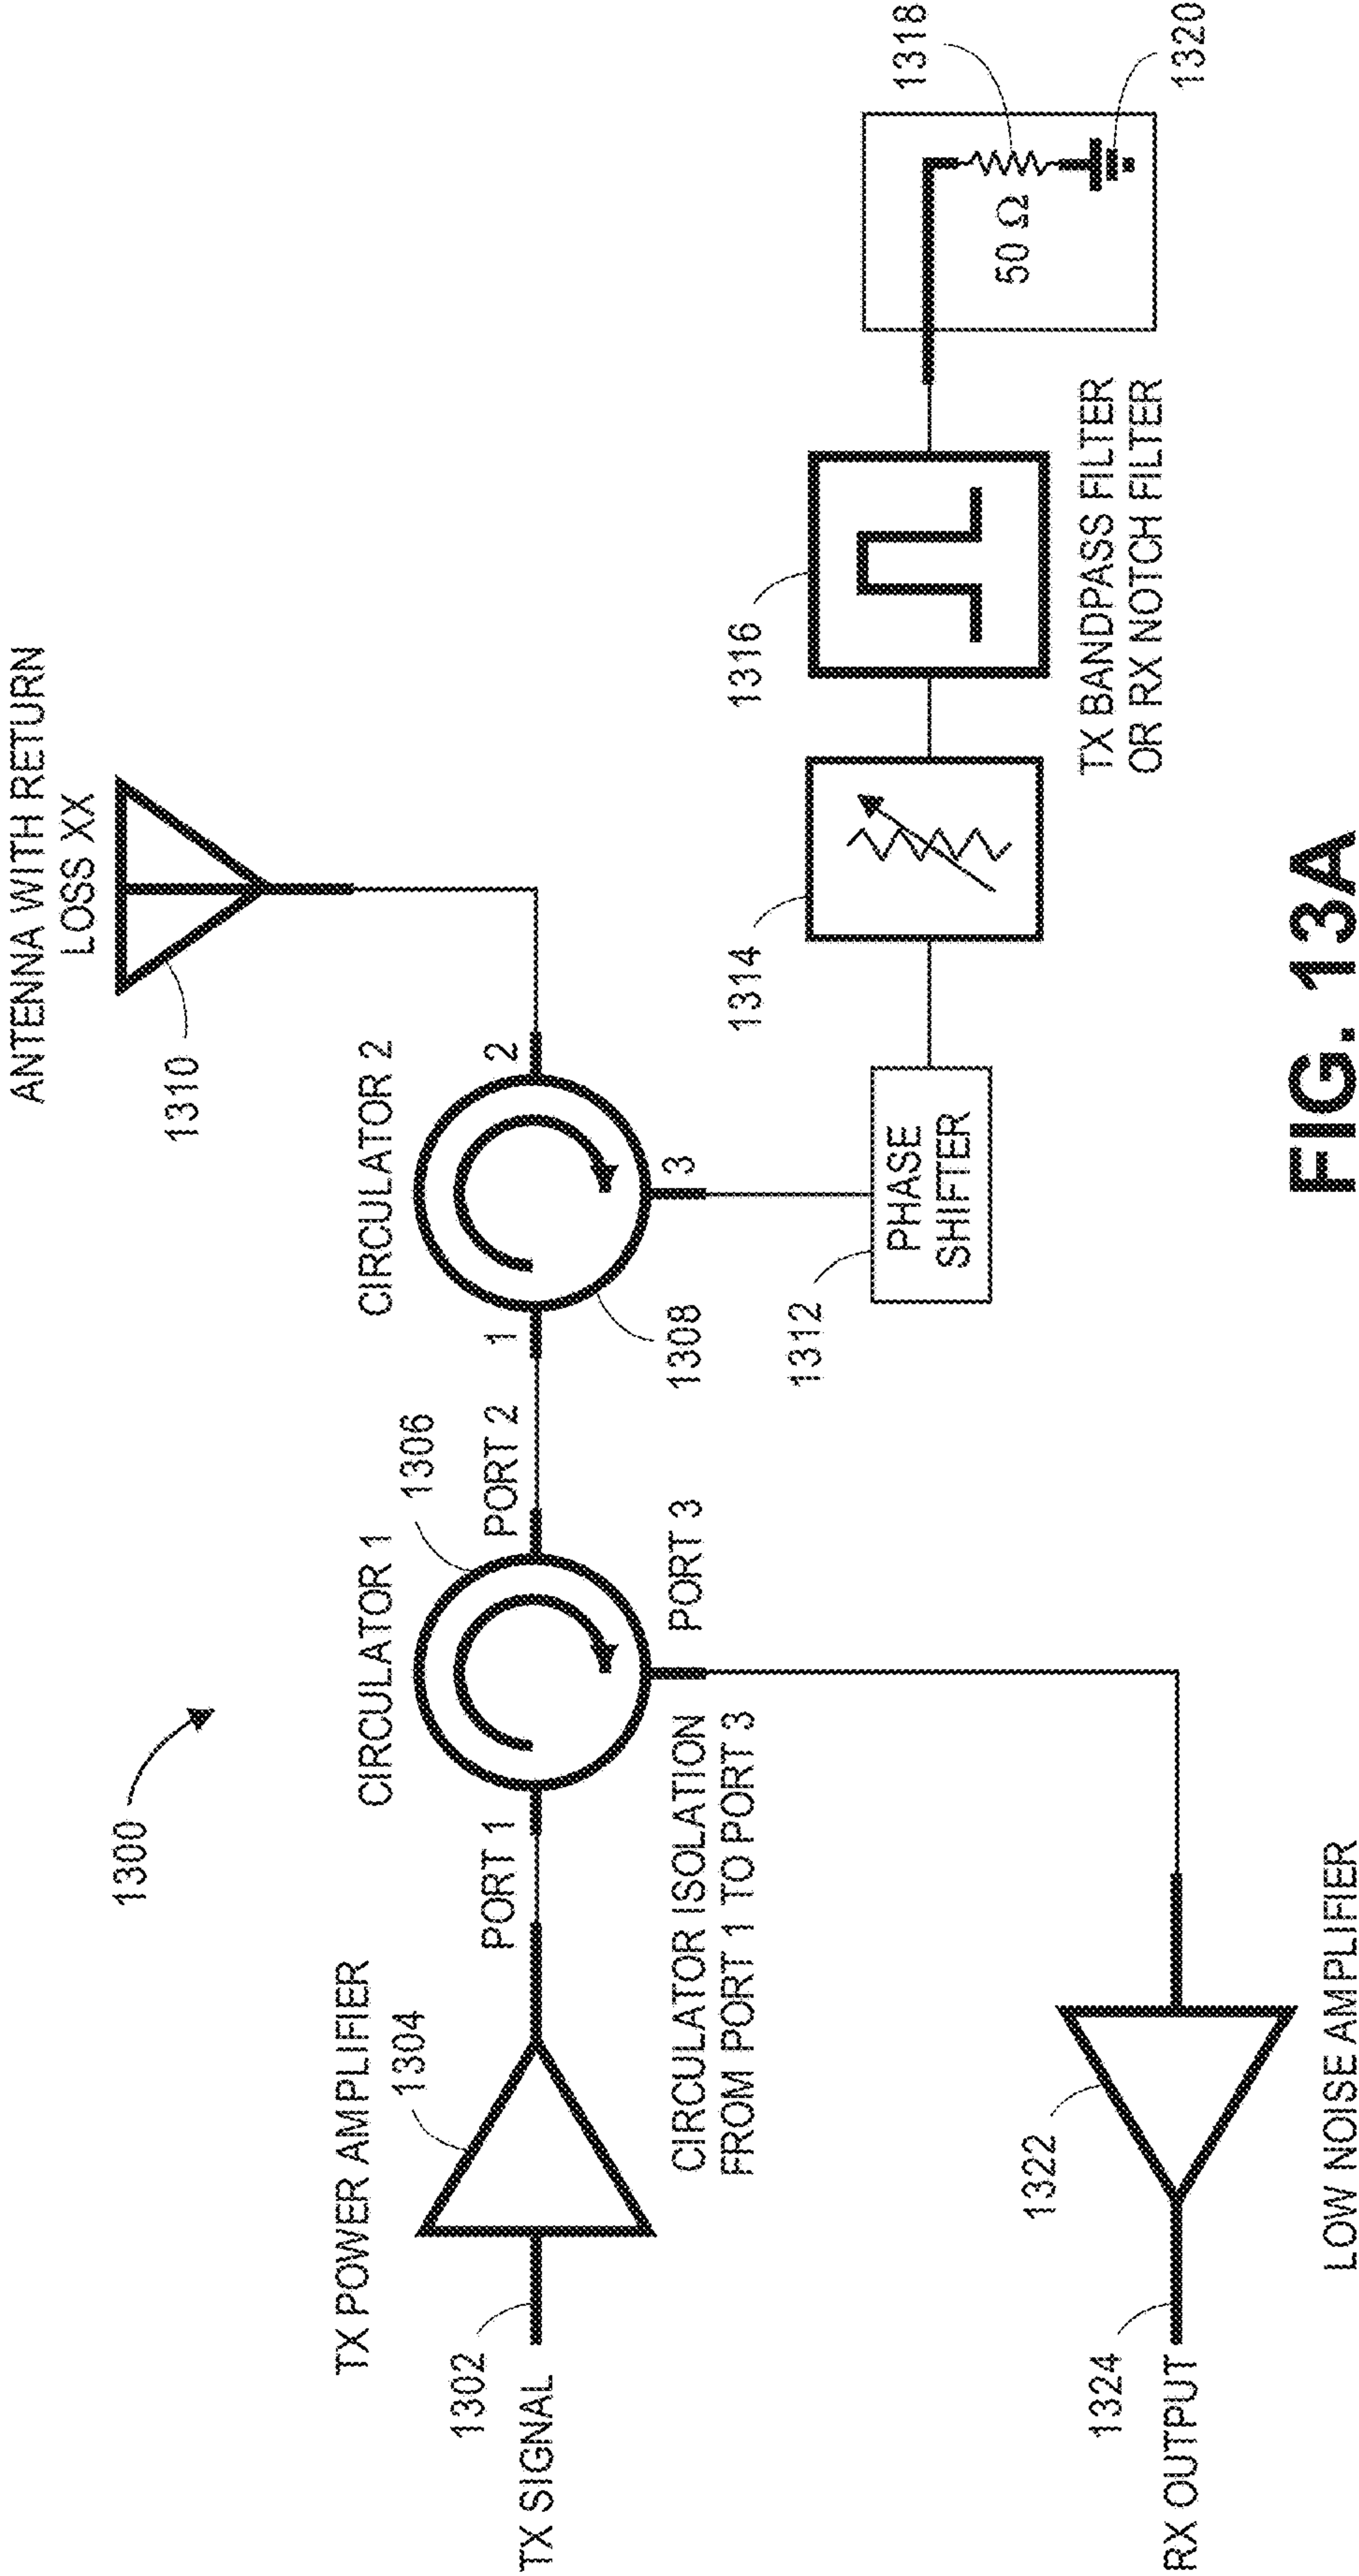 1300
ANTENNA WITH RETURN
LOSS XX
1310
TX POWER AMPLIFIER
1304
CIRCULATOR 1
1306
CIRCULATOR 2
1302
TX SIGNAL
PORT 1
PORT 2
1
2
1308
3
PORT 3
CIRCULATOR ISOLATION
FROM PORT 1 TO PORT 3
1312
PHASE
SHIFTER
1314
1316
TX BANDPASS FILTER
OR RX NOTCH FILTER
50 Ω
1318
1320
1322
1324
RX OUTPUT
LOW NOISE AMPLIFIER
FIG. 13A